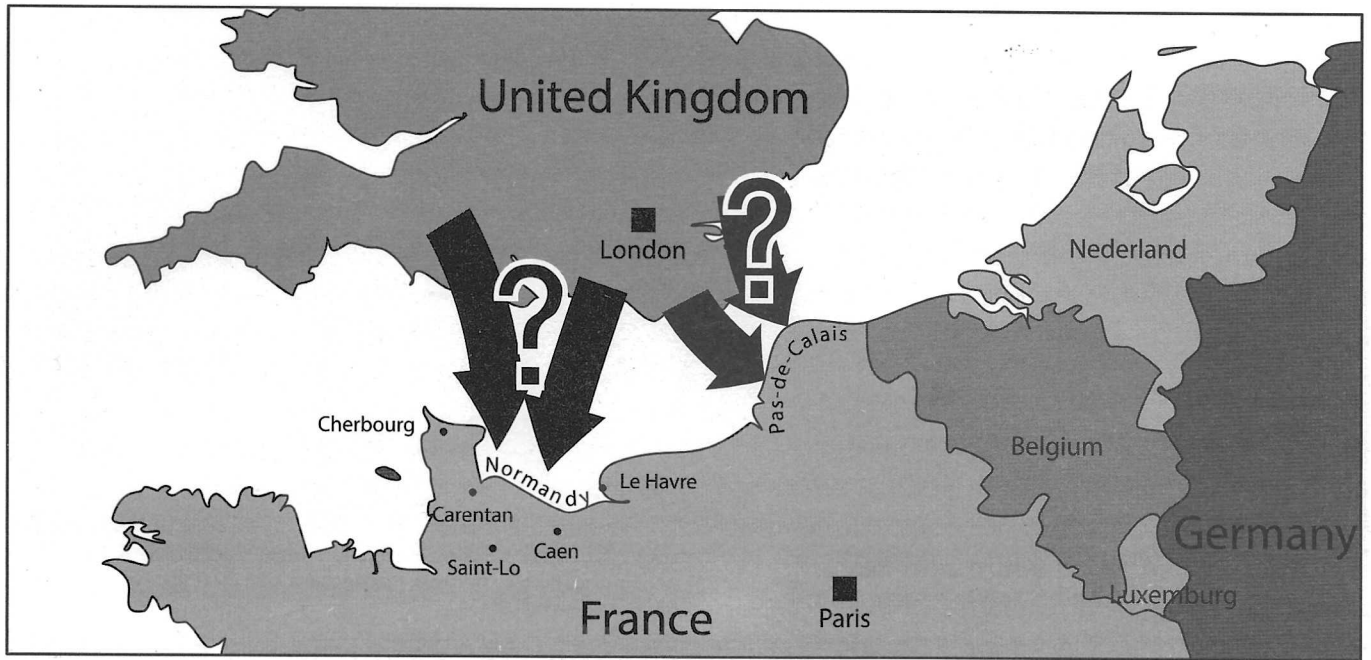 United Kingdom
?
London
Nederland
?
Pas-de-Calais
Cherbourg
Belgium
Normandy
Le Havre
Carentan
Germany
Caen
Saint-Lo
Luxemburg
France
Paris